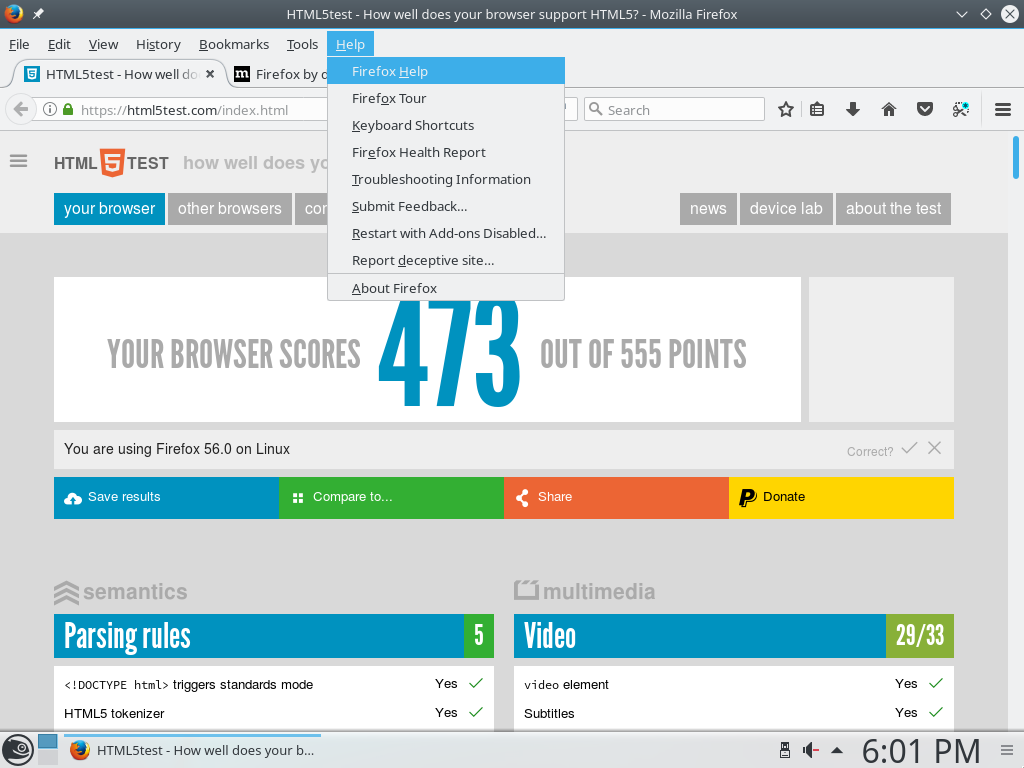 HTML5test - How well does your browser support HTML5? - Mozilla Firefox
File Edit View History Bookmarks Tools Help
HTML5test - How well do
m Firefox by d
https://html5test.com/index.html
Search
Firefox Help
Firefox Tour
Keyboard Shortcuts
Firefox Health Report
Troubleshooting Information
Submit Feedback...
Restart with Add-ons Disabled...
Report deceptive site...
About Firefox
HTML 5 TEST how well does yo
your browser other browsers con news device lab about the test
YOUR BROWSER SCORES 473 OUT OF 555 POINTS
You are using Firefox 56.0 on Linux Correct?
Save results Compare to... Share Donate
semantics
Parsing rules 5
<!DOCTYPE html> triggers standards mode Yes
HTML5 tokenizer Yes
multimedia
Video 29/33
video element Yes
Subtitles Yes
HTML5test - How well does your b...
6:01 PM